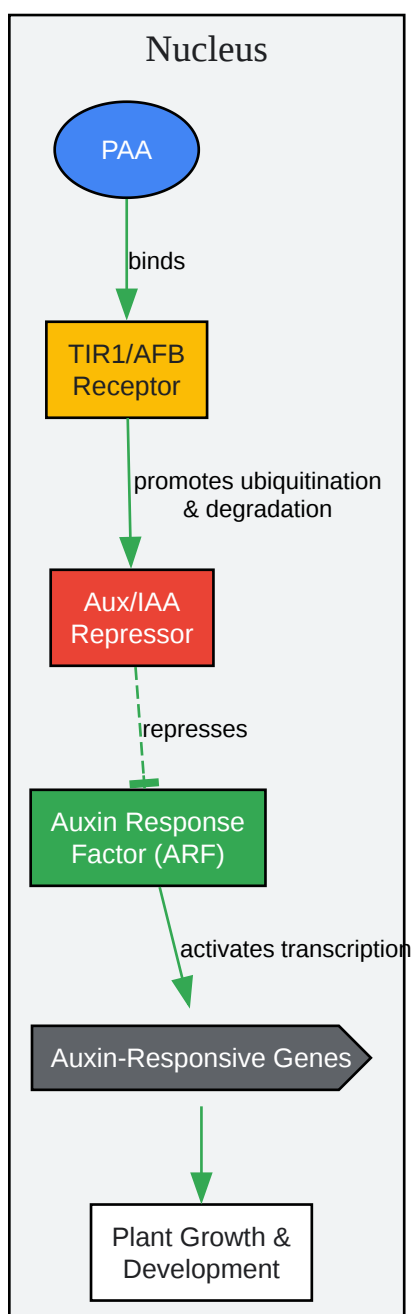 Nucleus
PAA
binds
TIR1/AFB
Receptor
promotes ubiquitination
& degradation
Aux/IAA
Repressor
represses
Auxin Response
Factor (ARF)
activates transcription
Auxin-Responsive Genes
Plant Growth &
Development